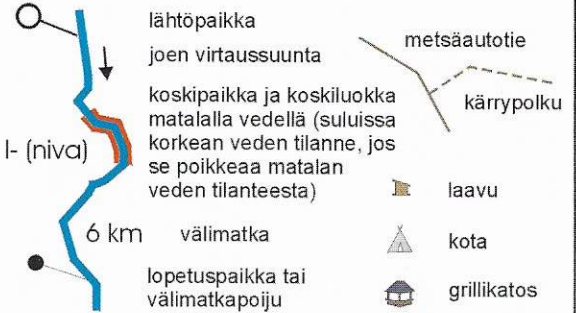 lähtöpaikka
joen virtaussuunta
metsäautotie
kärrypolku
koskipaikka ja koskiluokka
matalalla vedellä (suluissa
korkean veden tilanne, jos
se poikkeaa matalan
veden tilanteesta)
I- (niva)
laavu
6 km
välimatka
kota
lopetuspaikka tai
välimatkapoiju
grillikatos